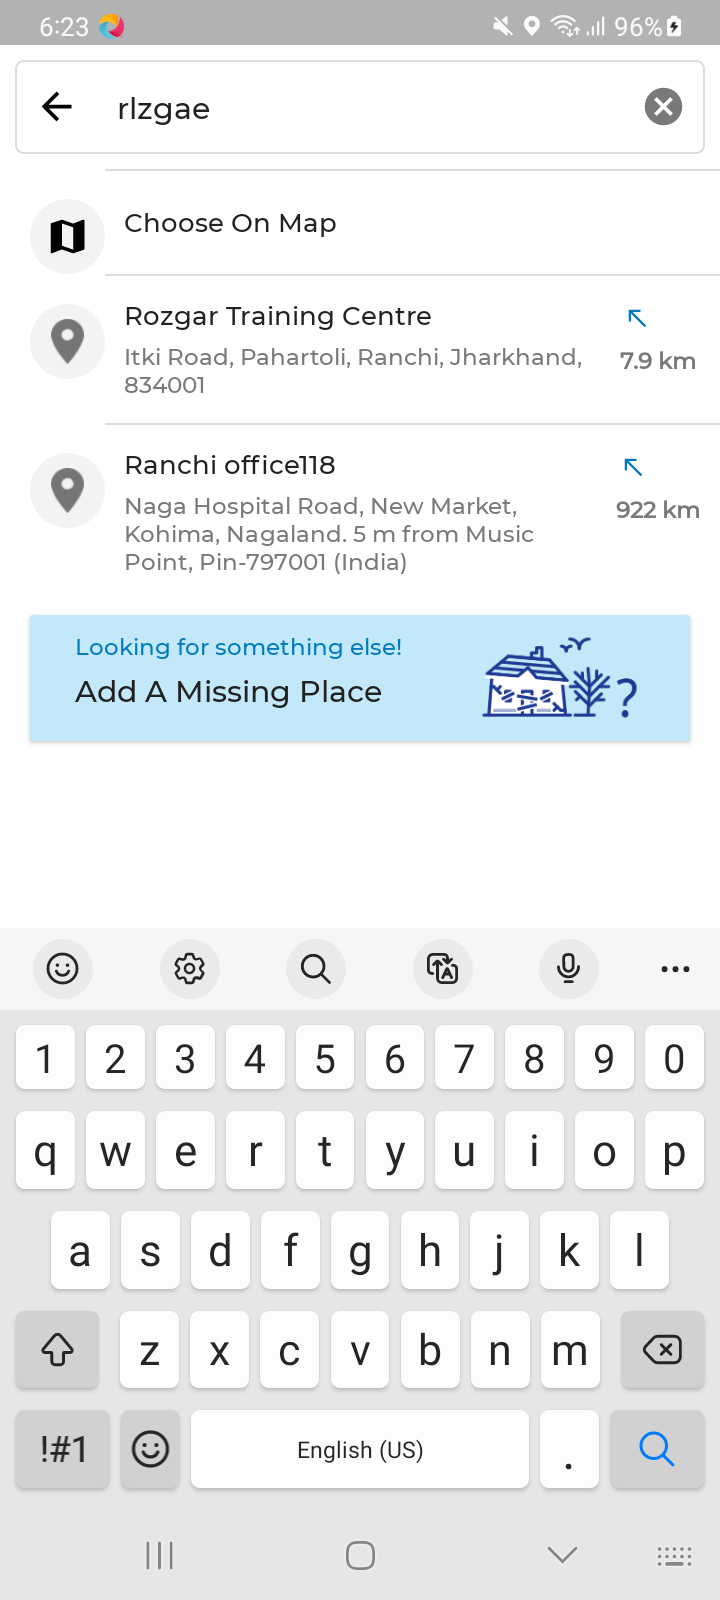 6:23
96%
rlzgae
Choose On Map
Rozgar Training Centre
Itki Road, Pahartoli, Ranchi, Jharkhand,
834001
7.9 km
Ranchi office118
Naga Hospital Road, New Market,
Kohima, Nagaland. 5 m from Music
Point, Pin-797001 (India)
922 km
Looking for something else!
Add A Missing Place
?
1 2 3 4 5 6 7 8 9 0
q w e r t y u i o p
a s d f g h j k l
z x c v b n m
!#1
English (US)
.